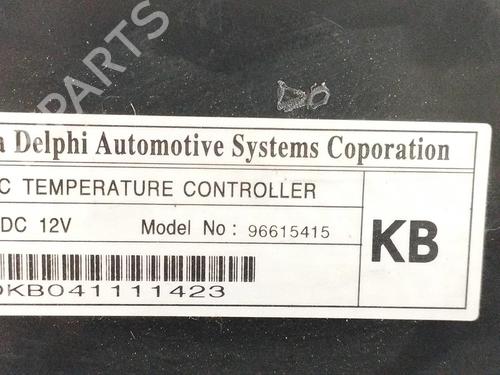 PARTS
a Delphi Automotive Systems Coporation
C TEMPERATURE CONTROLLER
DC 12V Model No : 96615415
KB
KB041111423